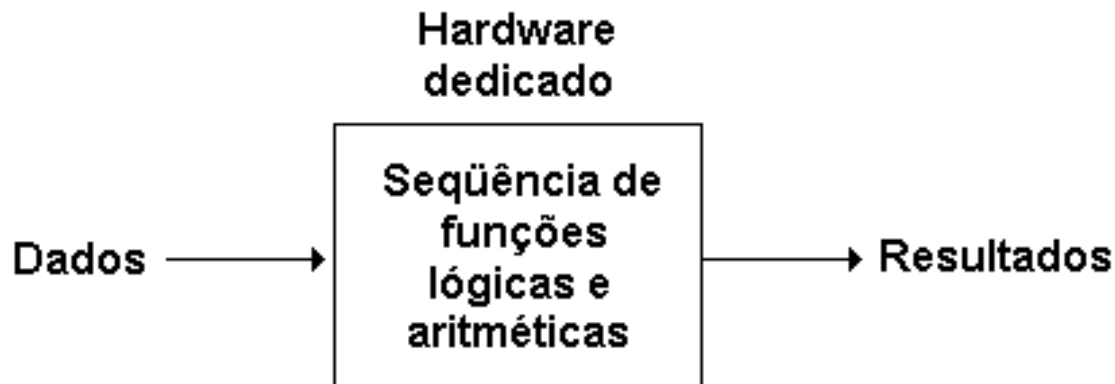 Hardware
dedicado
Seqüência de
funções
lógicas e
aritméticas
Dados
Resultados